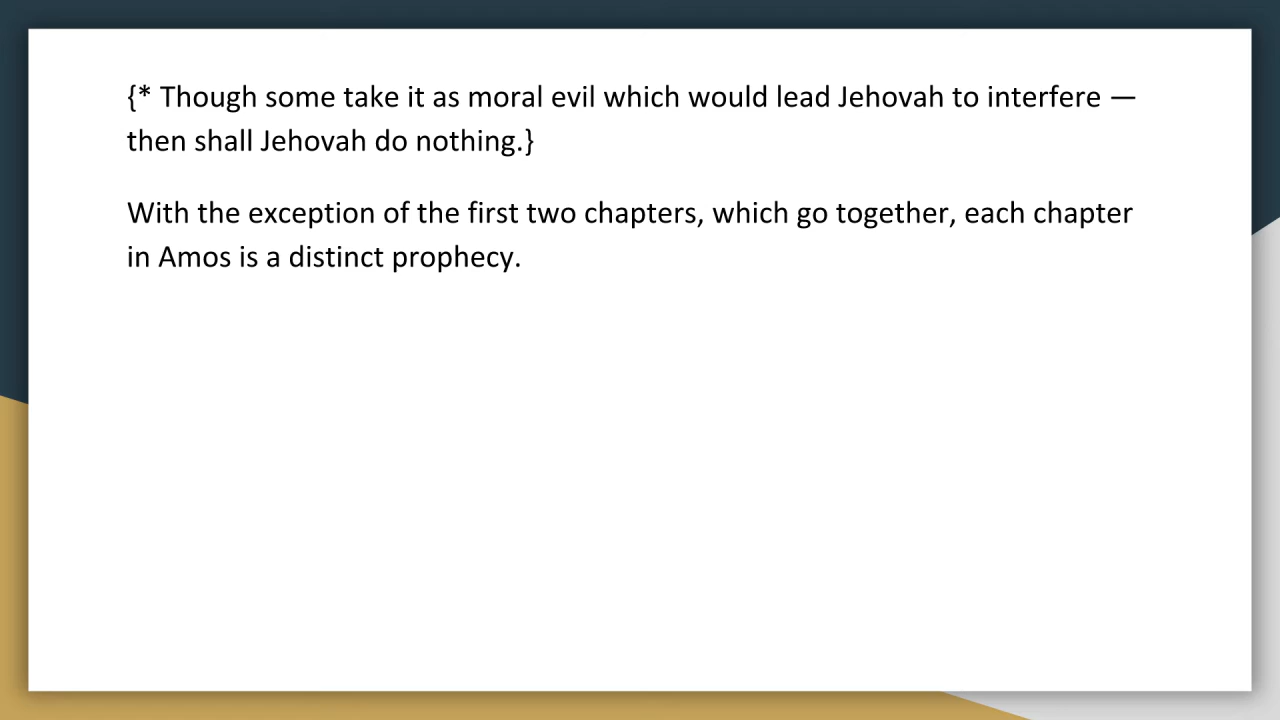 {* Though some take it as moral evil which would lead Jehovah to interfere —
then shall Jehovah do nothing.}
With the exception of the first two chapters, which go together, each chapter
in Amos is a distinct prophecy.